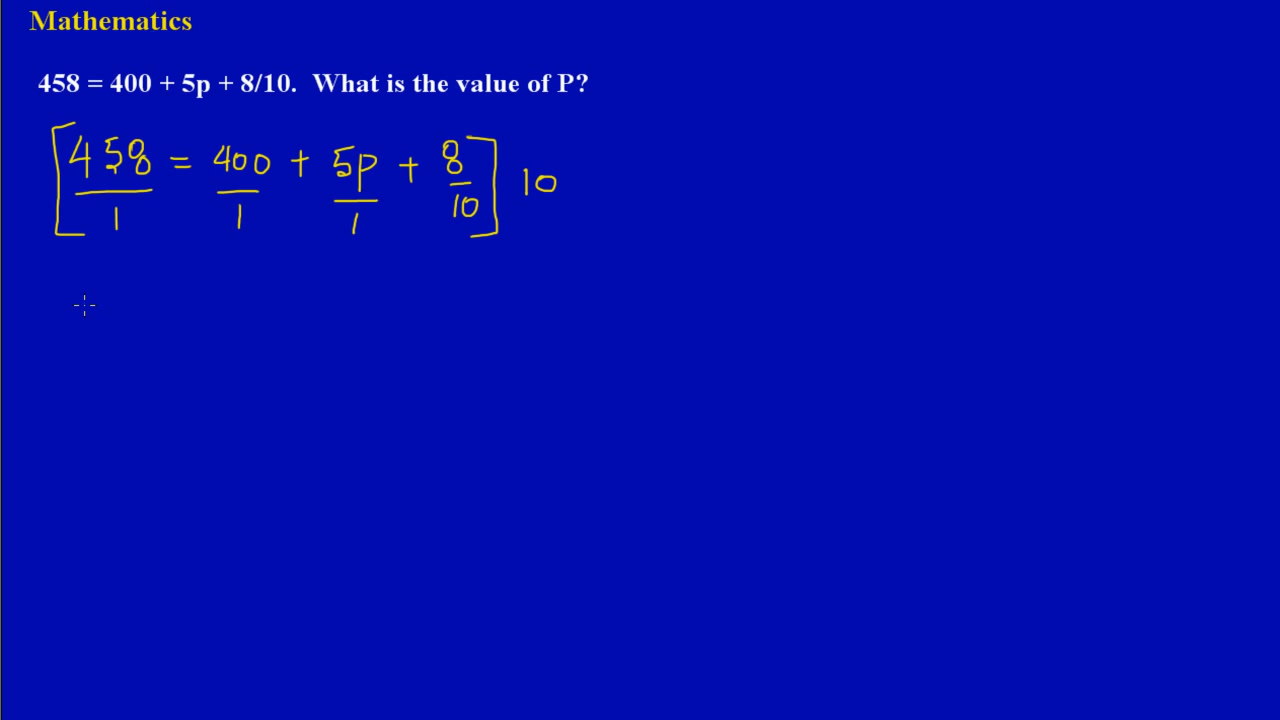 Mathematics
458 = 400 + 5p + 8/10.  What is the value of P?
[458/1 = 400/1 + 5p/1 + 8/10] 10